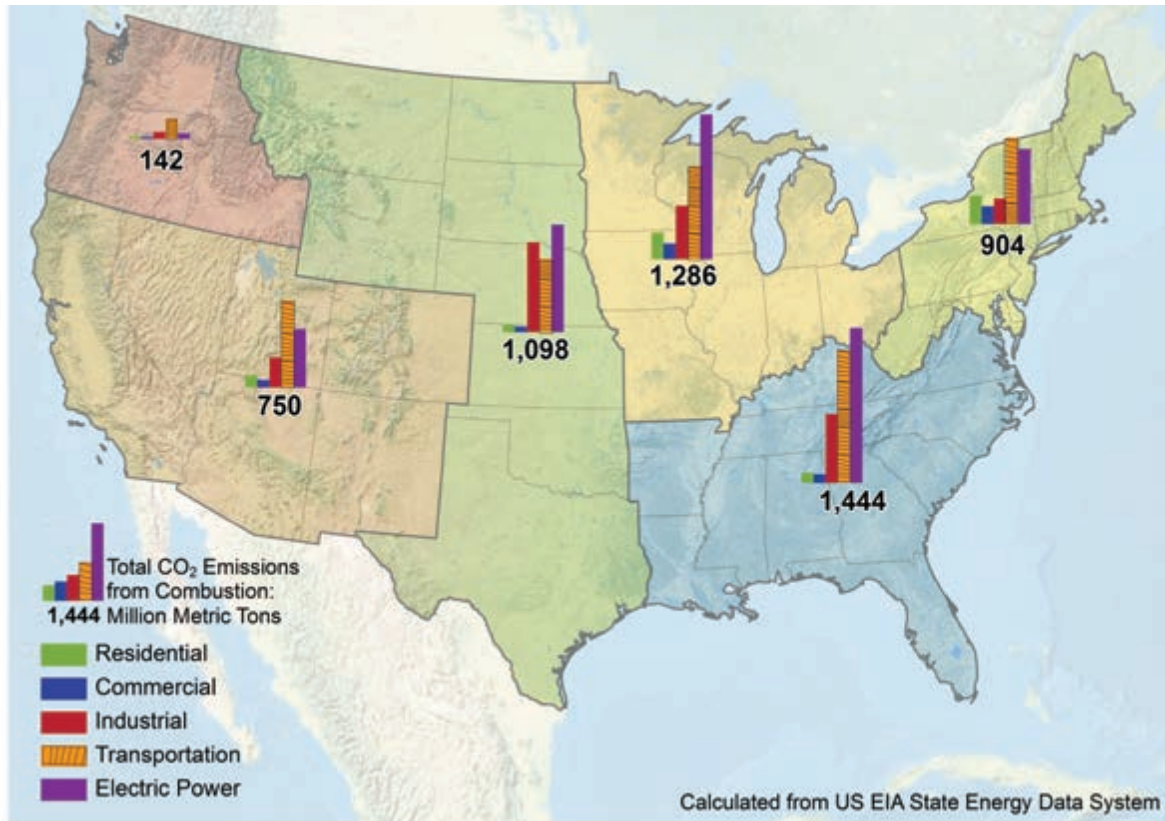 142
1,286
904
1,098
750
1,444
Total CO₂ Emissions
from Combustion:
1,444 Million Metric Tons
Residential
Commercial
Industrial
Transportation
Electric Power
Calculated from US EIA State Energy Data System